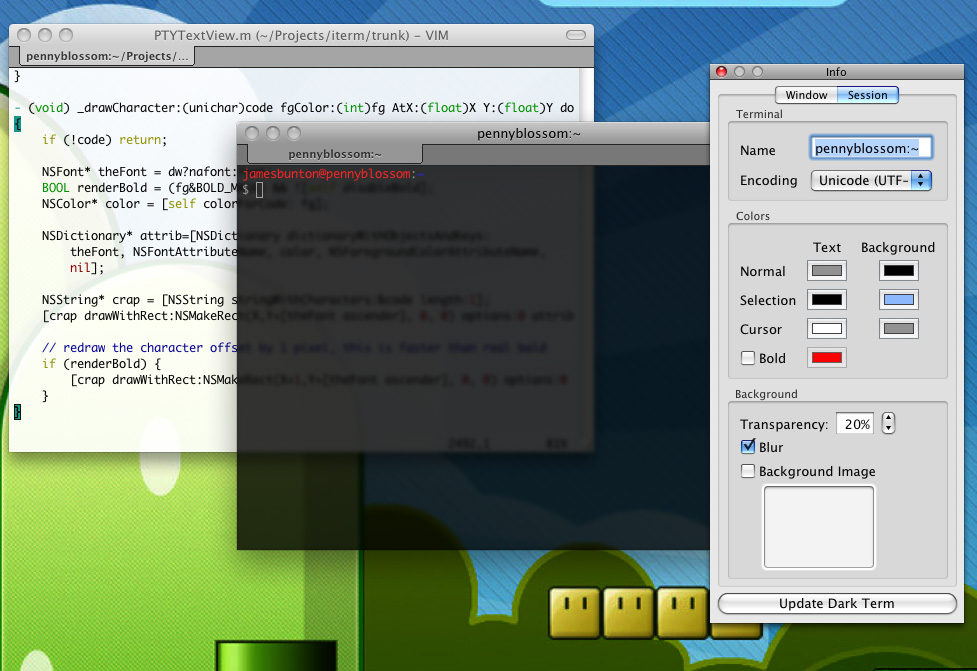 PTYTextView.m (~/Projects/iterm/trunk) – VIM
pennyblossom:~/Projects/...
}
- (void) _drawCharacter:(unichar)code fgColor:(int)fg AtX:(float)X Y:(float)Y do
{
if (!code) return;
NSFont* theFont = dw?nafont:
BOOL renderBold = (fg&BOLD_M && ![self disableBold];
NSColor* color = [self colorForCode: fg];
NSDictionary* attrib=[NSDictionary dictionaryWithObjectsAndKeys:
theFont, NSFontAttributeName, color, NSForegroundColorAttributeName,
nil];
NSString* crap = [NSString stringWithCharacters:&code length:1];
[crap drawWithRect:NSMakeRect(X,Y+[theFont ascender], 0, 0) options:0 attrib
// redraw the character offset by 1 pixel, this is faster than real bold
if (renderBold) {
[crap drawWithRect:NSMakeRect(X+1,Y+[theFont ascender], 0, 0) options:0
}
}
2492,1 81%
pennyblossom:~
pennyblossom:~
jamesbunton@pennyblossom:~
$
Info
Window Session
Terminal
Name pennyblossom:~
Encoding Unicode (UTF-
Colors
Text Background
Normal
Selection
Cursor
Bold
Background
Transparency: 20%
Blur
Background Image
Update Dark Term